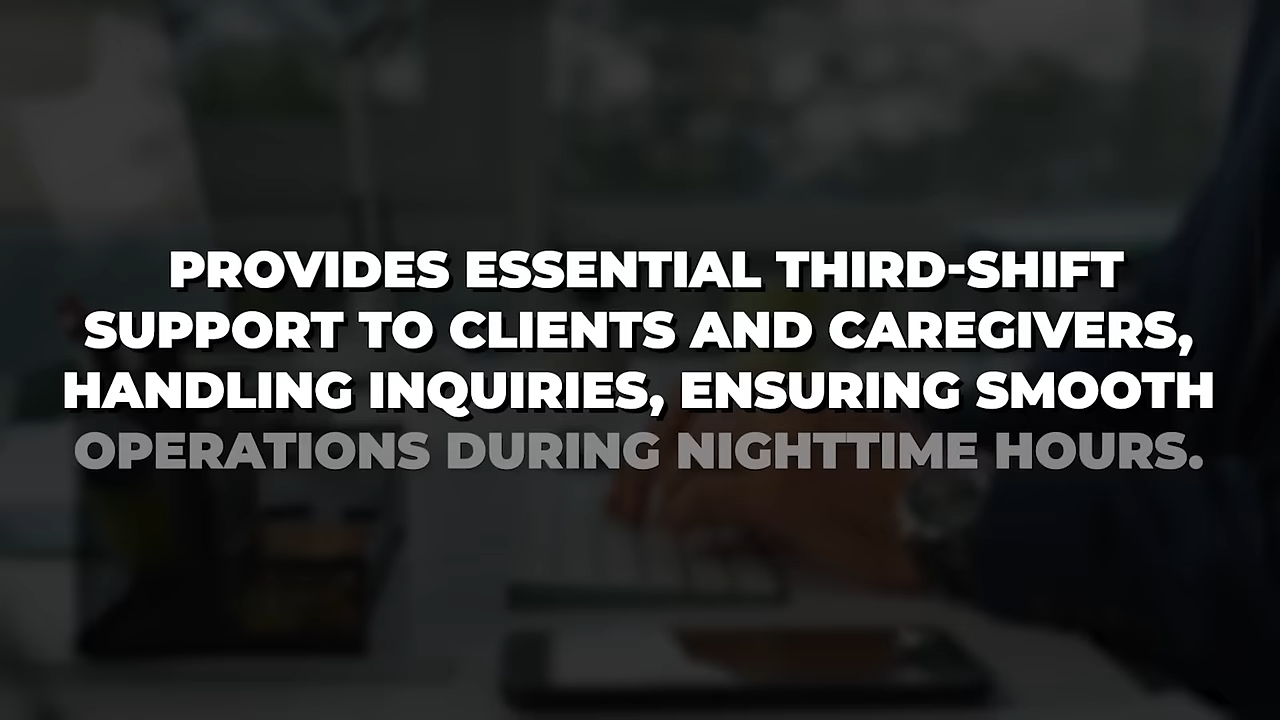 PROVIDES ESSENTIAL THIRD-SHIFT
SUPPORT TO CLIENTS AND CAREGIVERS,
HANDLING INQUIRIES, ENSURING SMOOTH
OPERATIONS DURING NIGHTTIME HOURS.